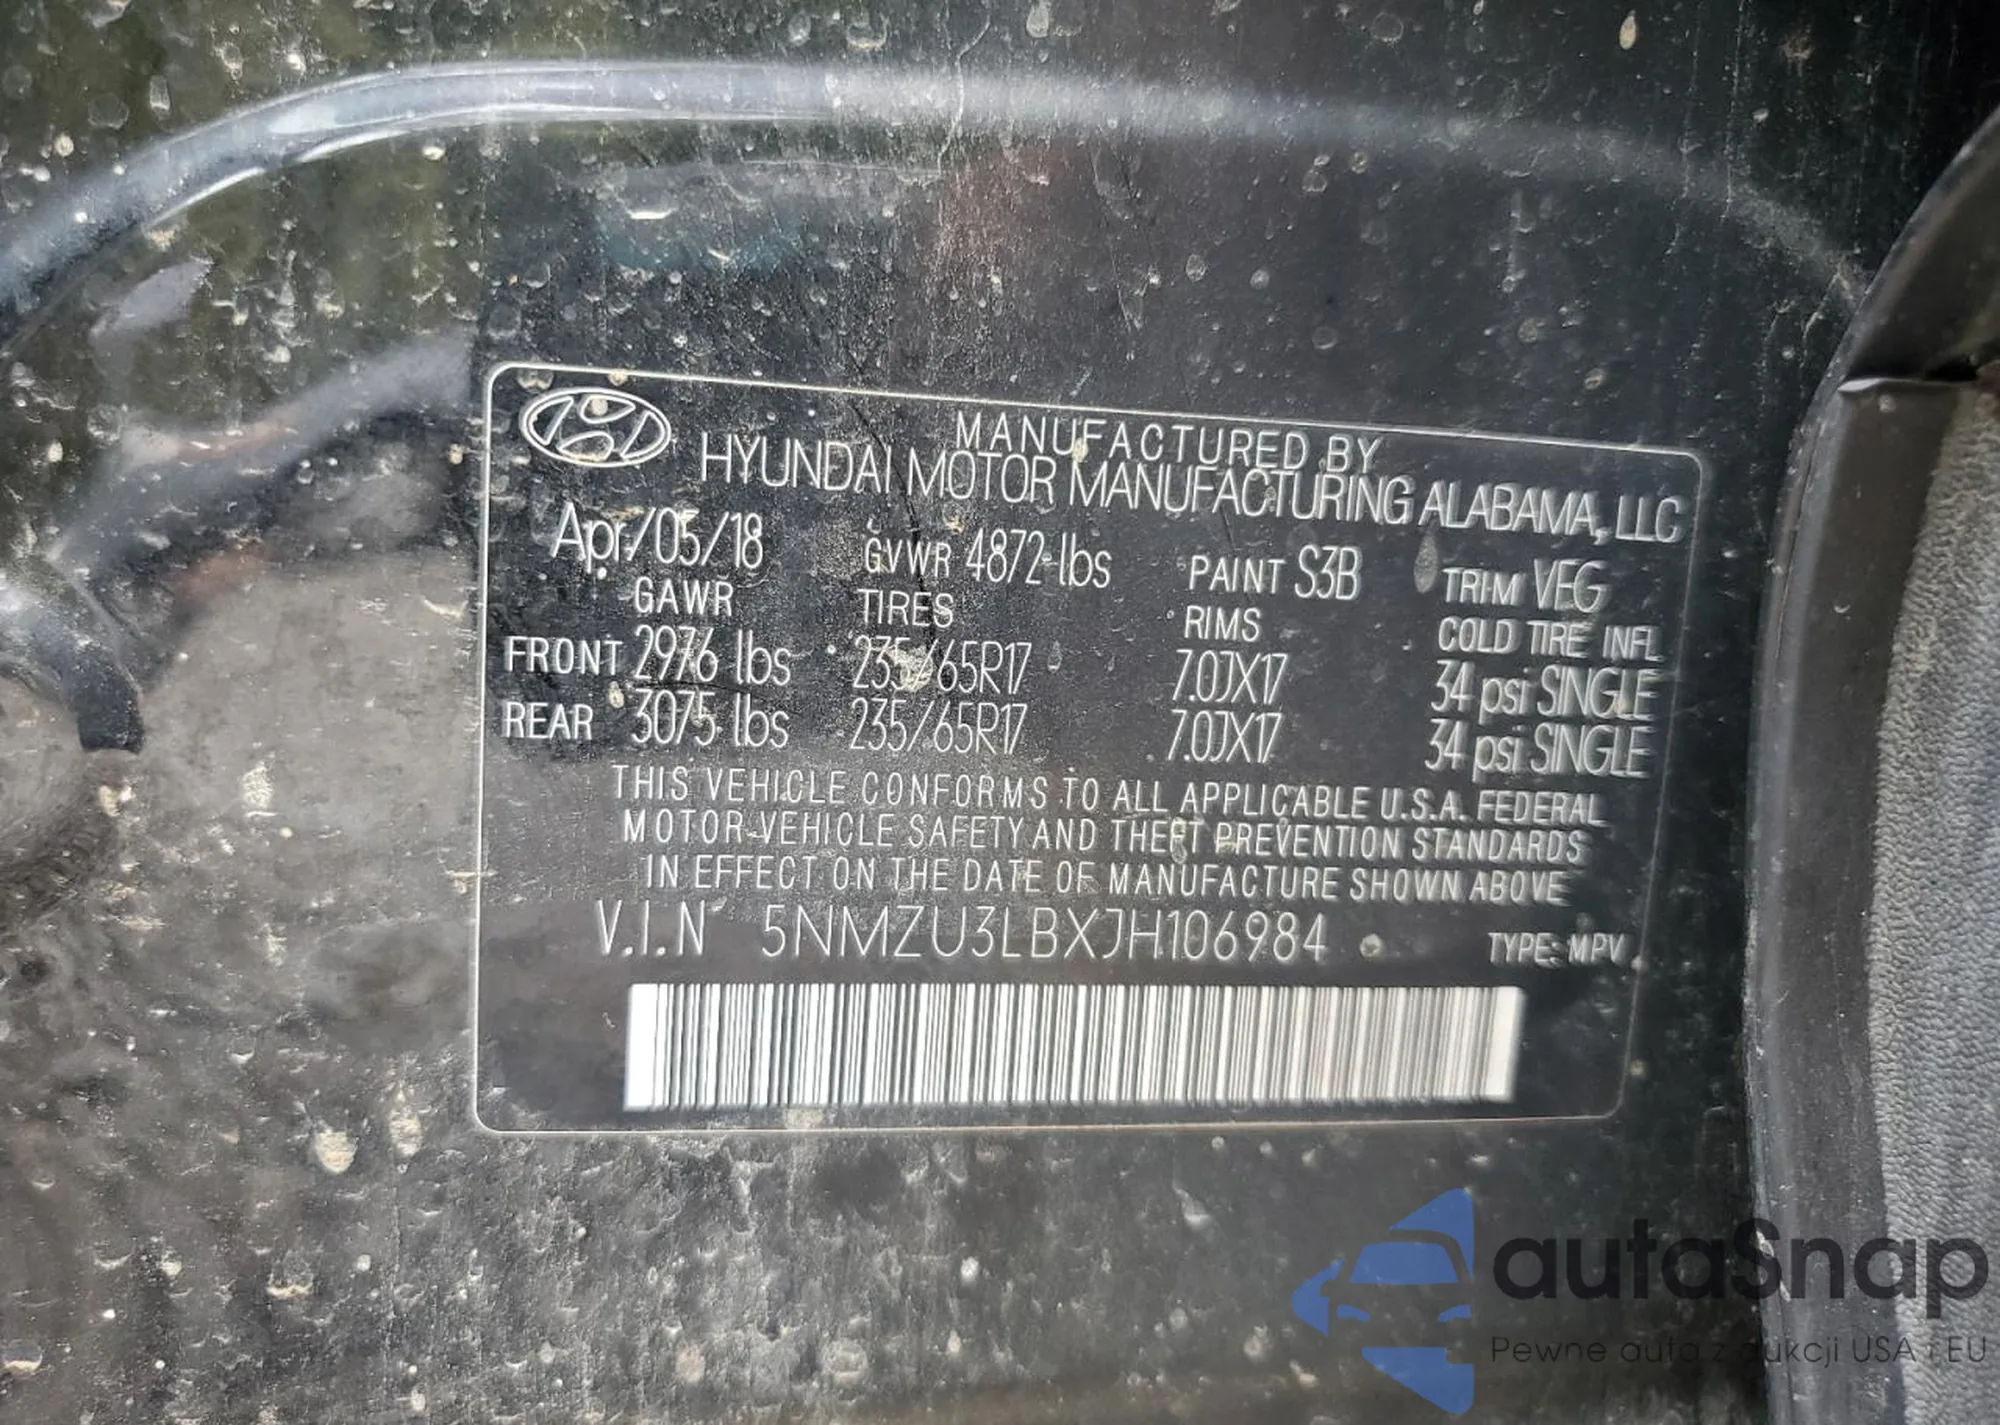 MANUFACTURED BY
HYUNDAI MOTOR MANUFACTURING ALABAMA, LLC
Apr/05/18 GVWR 4872 lbs PAINT S3B TRIM VFG
GAWR TIRES RIMS COLD TIRE INFL
FRONT 2976 lbs 235/65R17 7.0JX17 34 psi SINGLE
REAR 3075 lbs 235/65R17 7.0JX17 34 psi SINGLE
THIS VEHICLE CONFORMS TO ALL APPLICABLE U.S.A. FEDERAL
MOTOR VEHICLE SAFETY AND THEFT PREVENTION STANDARDS
IN EFFECT ON THE DATE OF MANUFACTURE SHOWN ABOVE
V.I.N 5NMZU3LBXJH106984 TYPE: MPV
autaSnap
Pewne auta z aukcji USA i EU